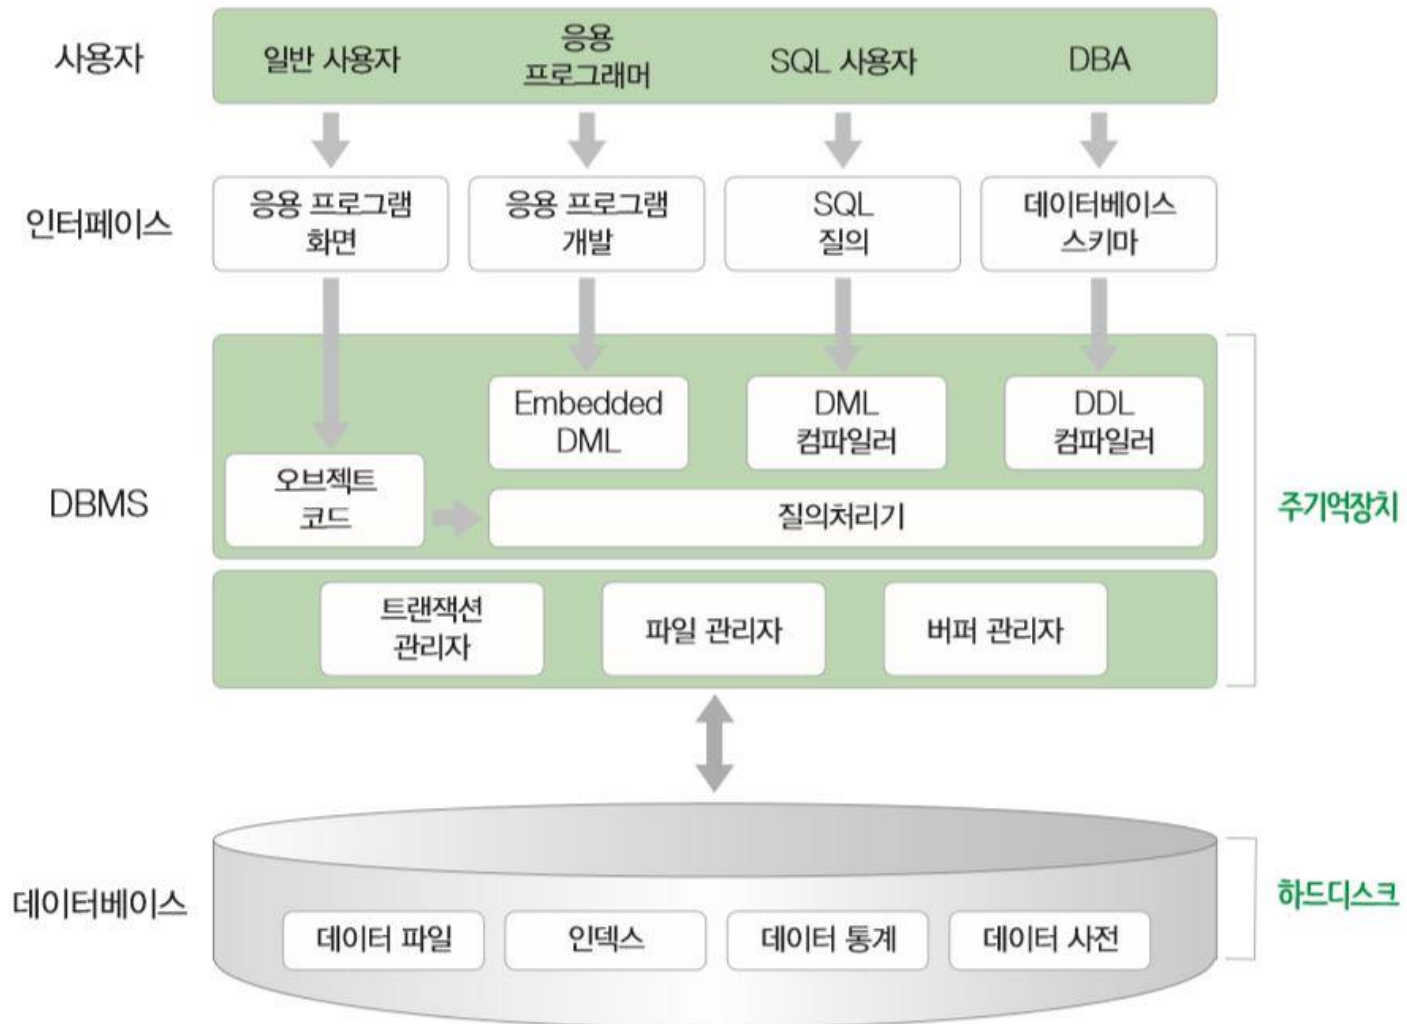 사용자
일반 사용자
응용
프로그래머
SQL 사용자
DBA
인터페이스
응용 프로그램
화면
응용 프로그램
개발
SQL
질의
데이터베이스
스키마
DBMS
Embedded
DML
DML
컴파일러
DDL
컴파일러
오브젝트
코드
질의처리기
주기억장치
트랜잭션
관리자
파일 관리자
버퍼 관리자
데이터베이스
데이터 파일
인덱스
데이터 통계
데이터 사전
하드디스크